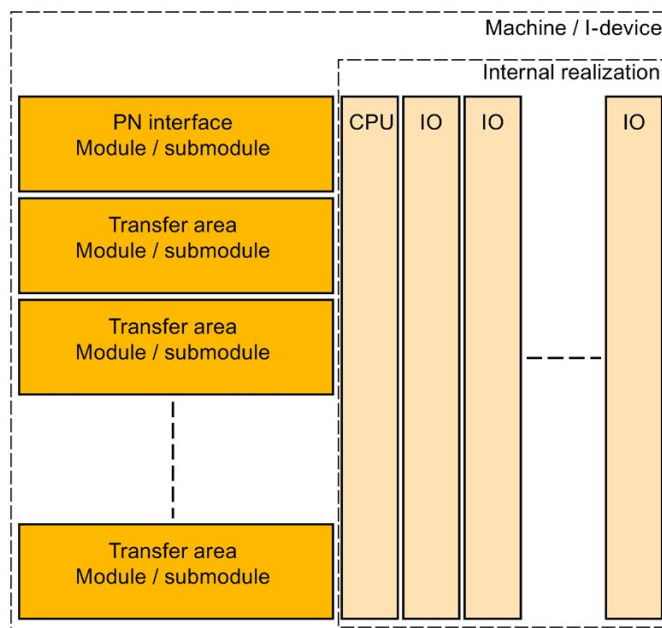 Machine / I-device
Internal realization
PN interface
Module / submodule
CPU
IO
IO
IO
Transfer area
Module / submodule
Transfer area
Module / submodule
Transfer area
Module / submodule